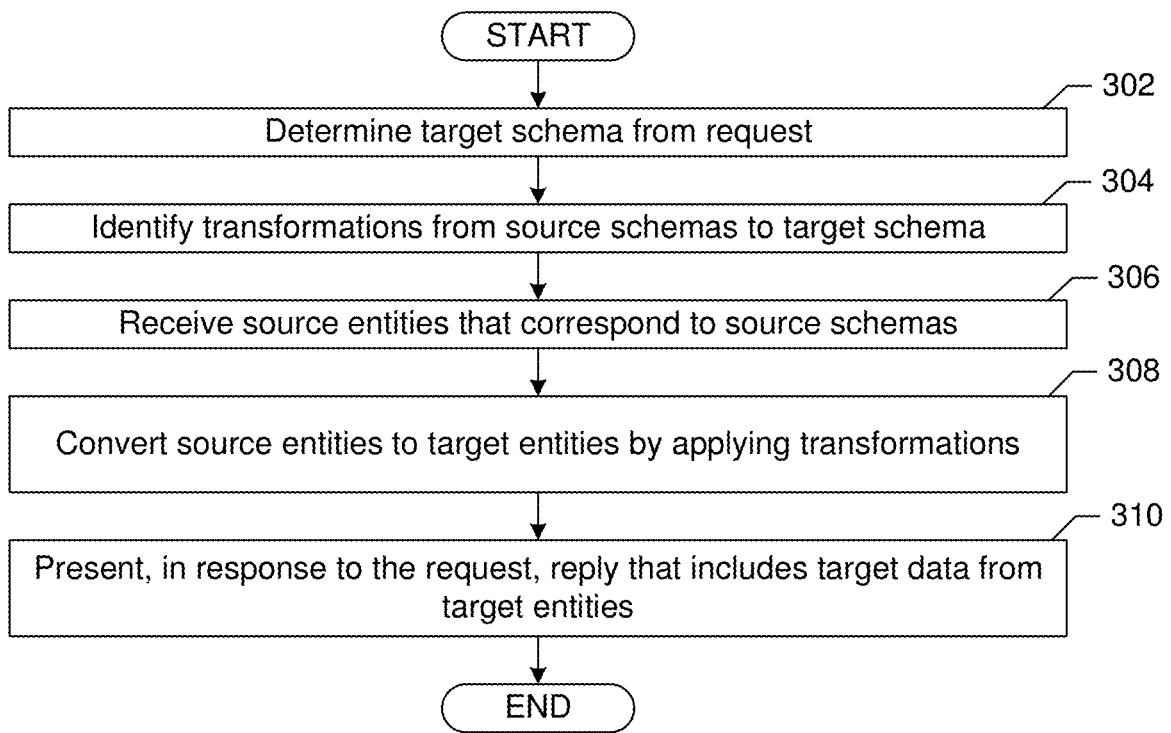 START
302
Determine target schema from request
304
Identify transformations from source schemas to target schema
306
Receive source entities that correspond to source schemas
308
Convert source entities to target entities by applying transformations
310
Present, in response to the request, reply that includes target data from
target entities
END